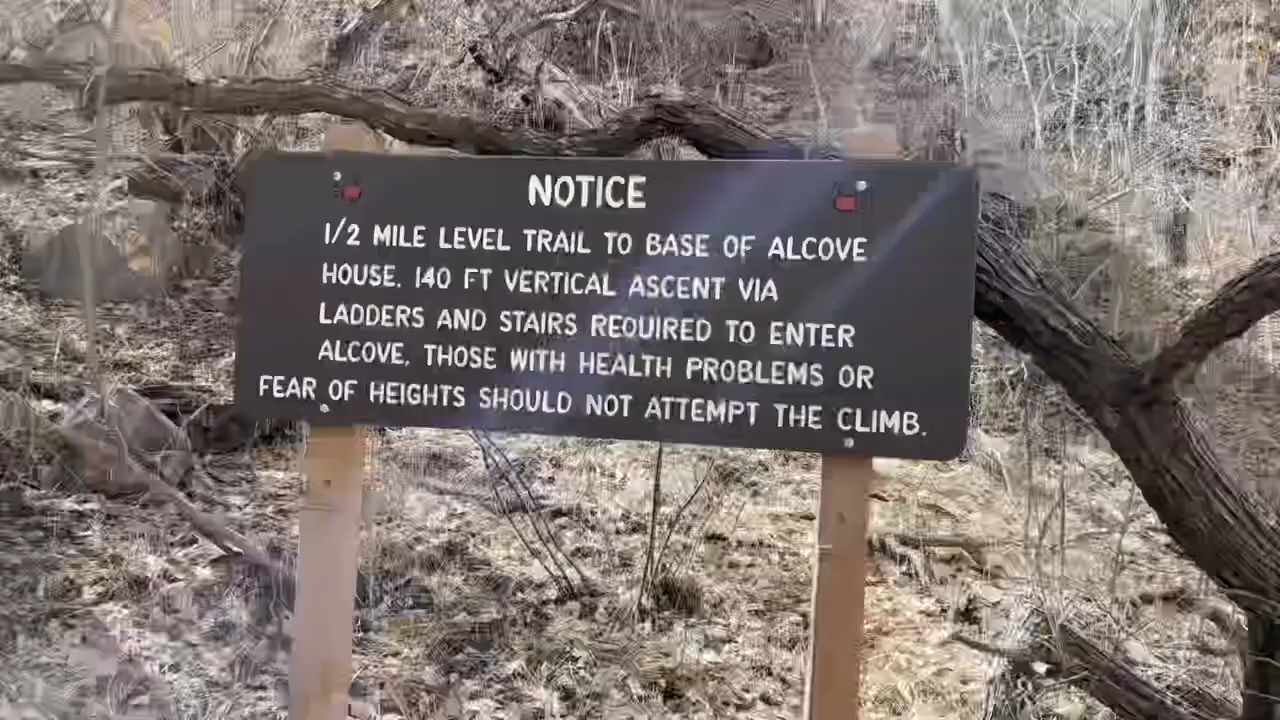 NOTICE
1/2 MILE LEVEL TRAIL TO BASE OF ALCOVE
HOUSE. 140 FT VERTICAL ASCENT VIA
LADDERS AND STAIRS REQUIRED TO ENTER
ALCOVE. THOSE WITH HEALTH PROBLEMS OR
FEAR OF HEIGHTS SHOULD NOT ATTEMPT THE CLIMB.